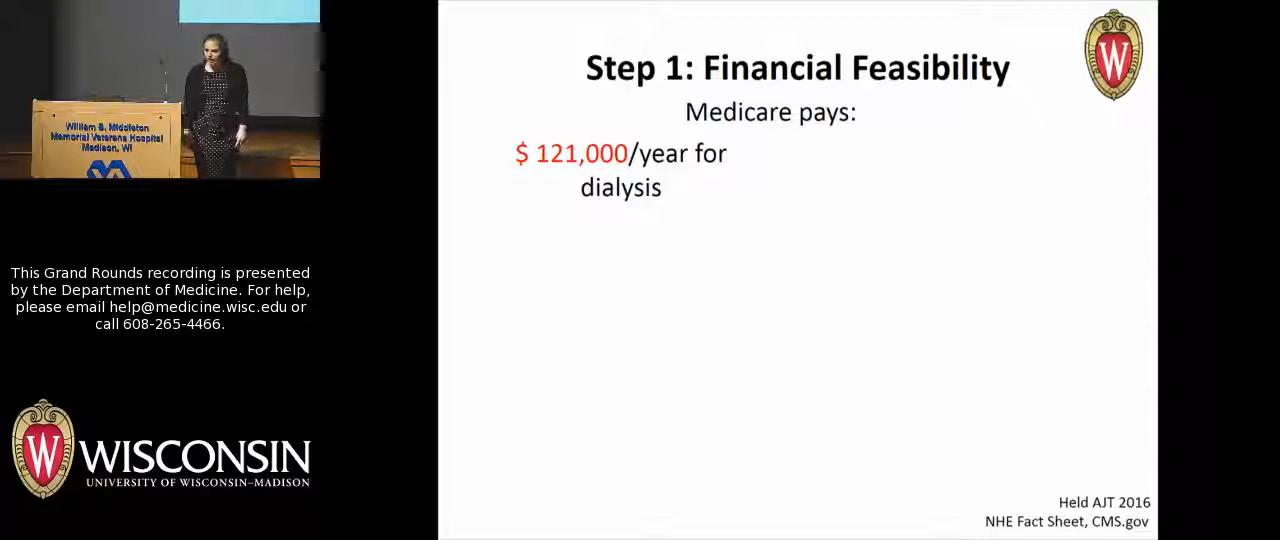 William S. Middleton
Memorial Veterans Hospital
Madison, WI
This Grand Rounds recording is presented
by the Department of Medicine. For help,
please email help@medicine.wisc.edu or
call 608-265-4466.
W
WISCONSIN
UNIVERSITY OF WISCONSIN–MADISON
W
Step 1: Financial Feasibility
Medicare pays:
$ 121,000/year for
dialysis
Held AJT 2016
NHE Fact Sheet, CMS.gov